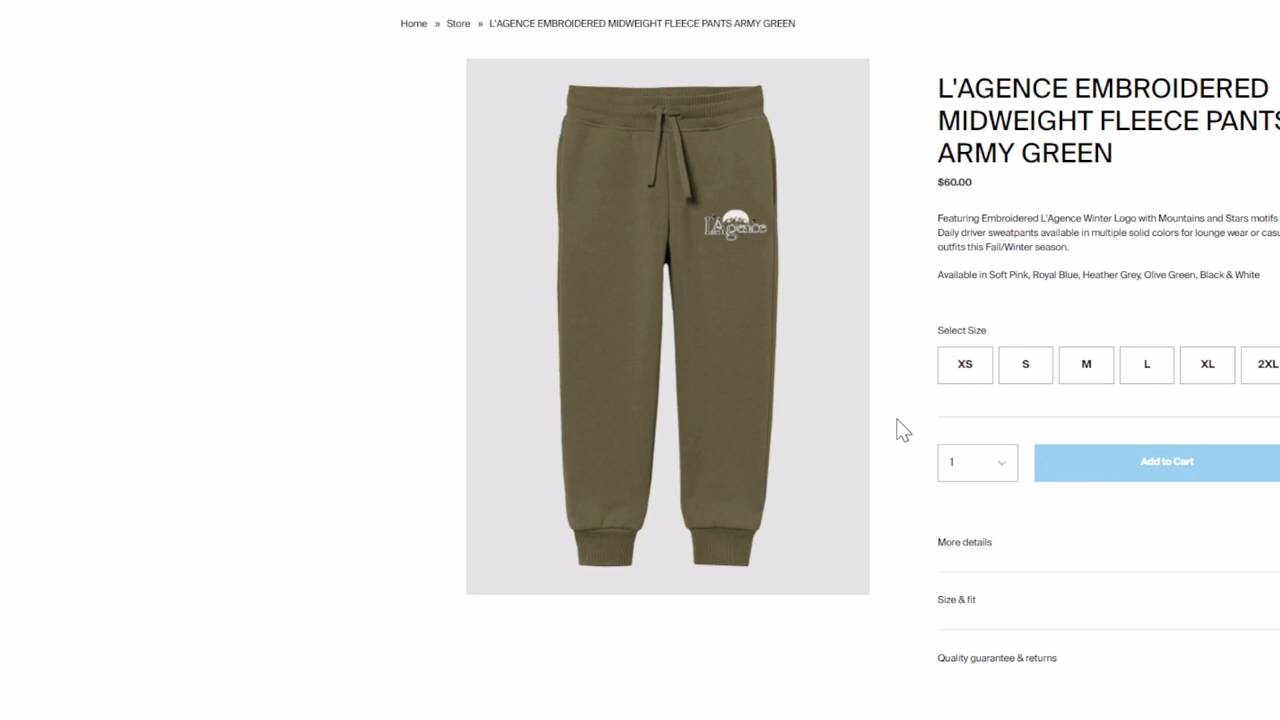 Home » Store » L'AGENCE EMBROIDERED MIDWEIGHT FLEECE PANTS ARMY GREEN
L'Agence
L'AGENCE EMBROIDERED
MIDWEIGHT FLEECE PANTS
ARMY GREEN
$60.00
Featuring Embroidered L'Agence Winter Logo with Mountains and Stars motifs
Daily driver sweatpants available in multiple solid colors for lounge wear or casu
outfits this Fall/Winter season.
Available in Soft Pink, Royal Blue, Heather Grey, Olive Green, Black & White
Select Size
XS S M L XL 2XL
1 Add to Cart
More details
Size & fit
Quality guarantee & returns